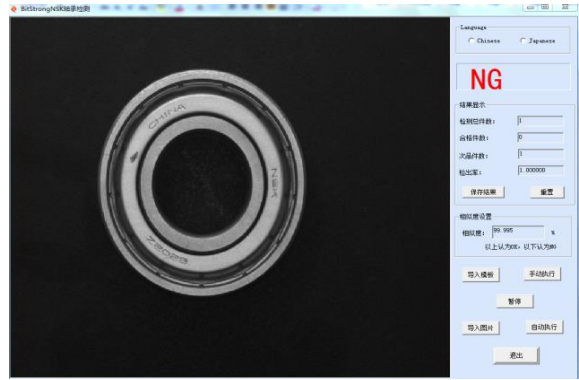 BitStrongNSK轴承检测
Language
Chinese
Japanese
NG
结果显示
检测总件数： 1
合格件数： 0
次品件数： 1
检出率： 1.000000
保存结果
重置
相似度设置
相似度： 99.995 %
以上认为OK，以下认为NG
导入模板
手动执行
暂停
导入图片
自动执行
退出
CHINA
NSK
6202Z